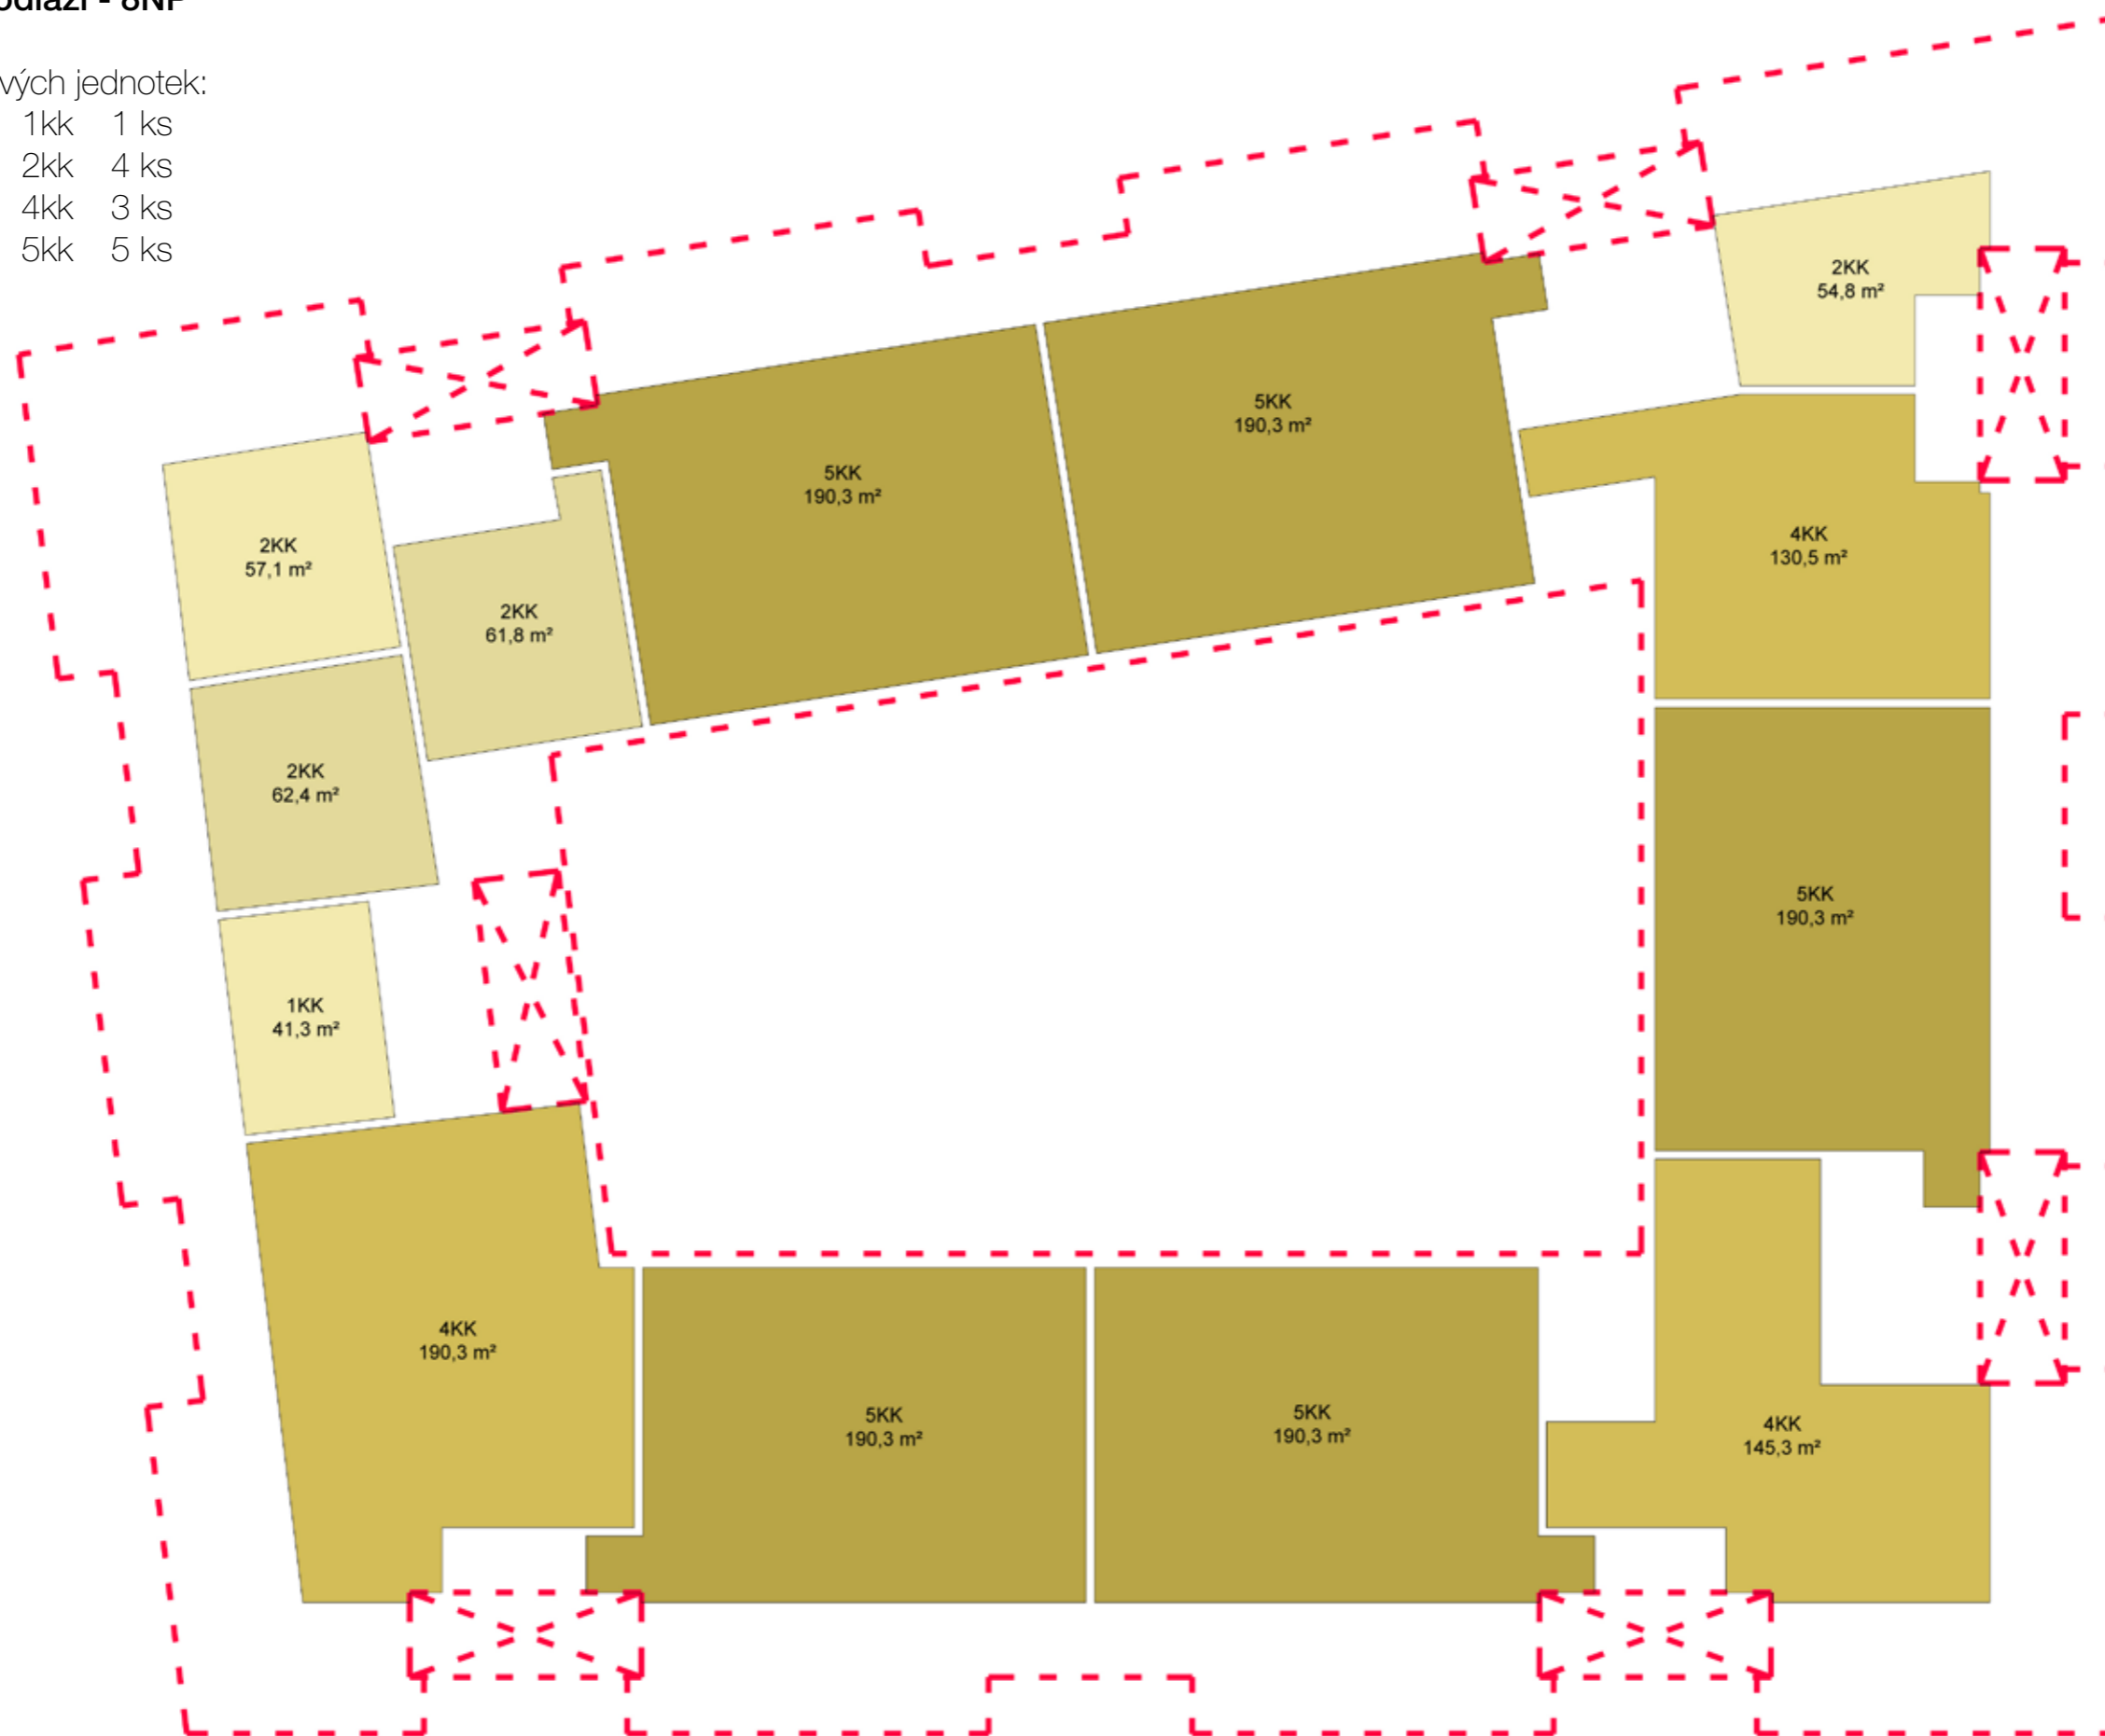 8NP
vých jednotek:
1kk 1 ks
2kk 4 ks
4kk 3 ks
5kk 5 ks
2KK
54,8 m²
5KK
190,3 m²
5KK
190,3 m²
4KK
130,5 m²
2KK
57,1 m²
2KK
61,8 m²
2KK
62,4 m²
5KK
190,3 m²
1KK
41,3 m²
4KK
190,3 m²
5KK
190,3 m²
5KK
190,3 m²
4KK
145,3 m²